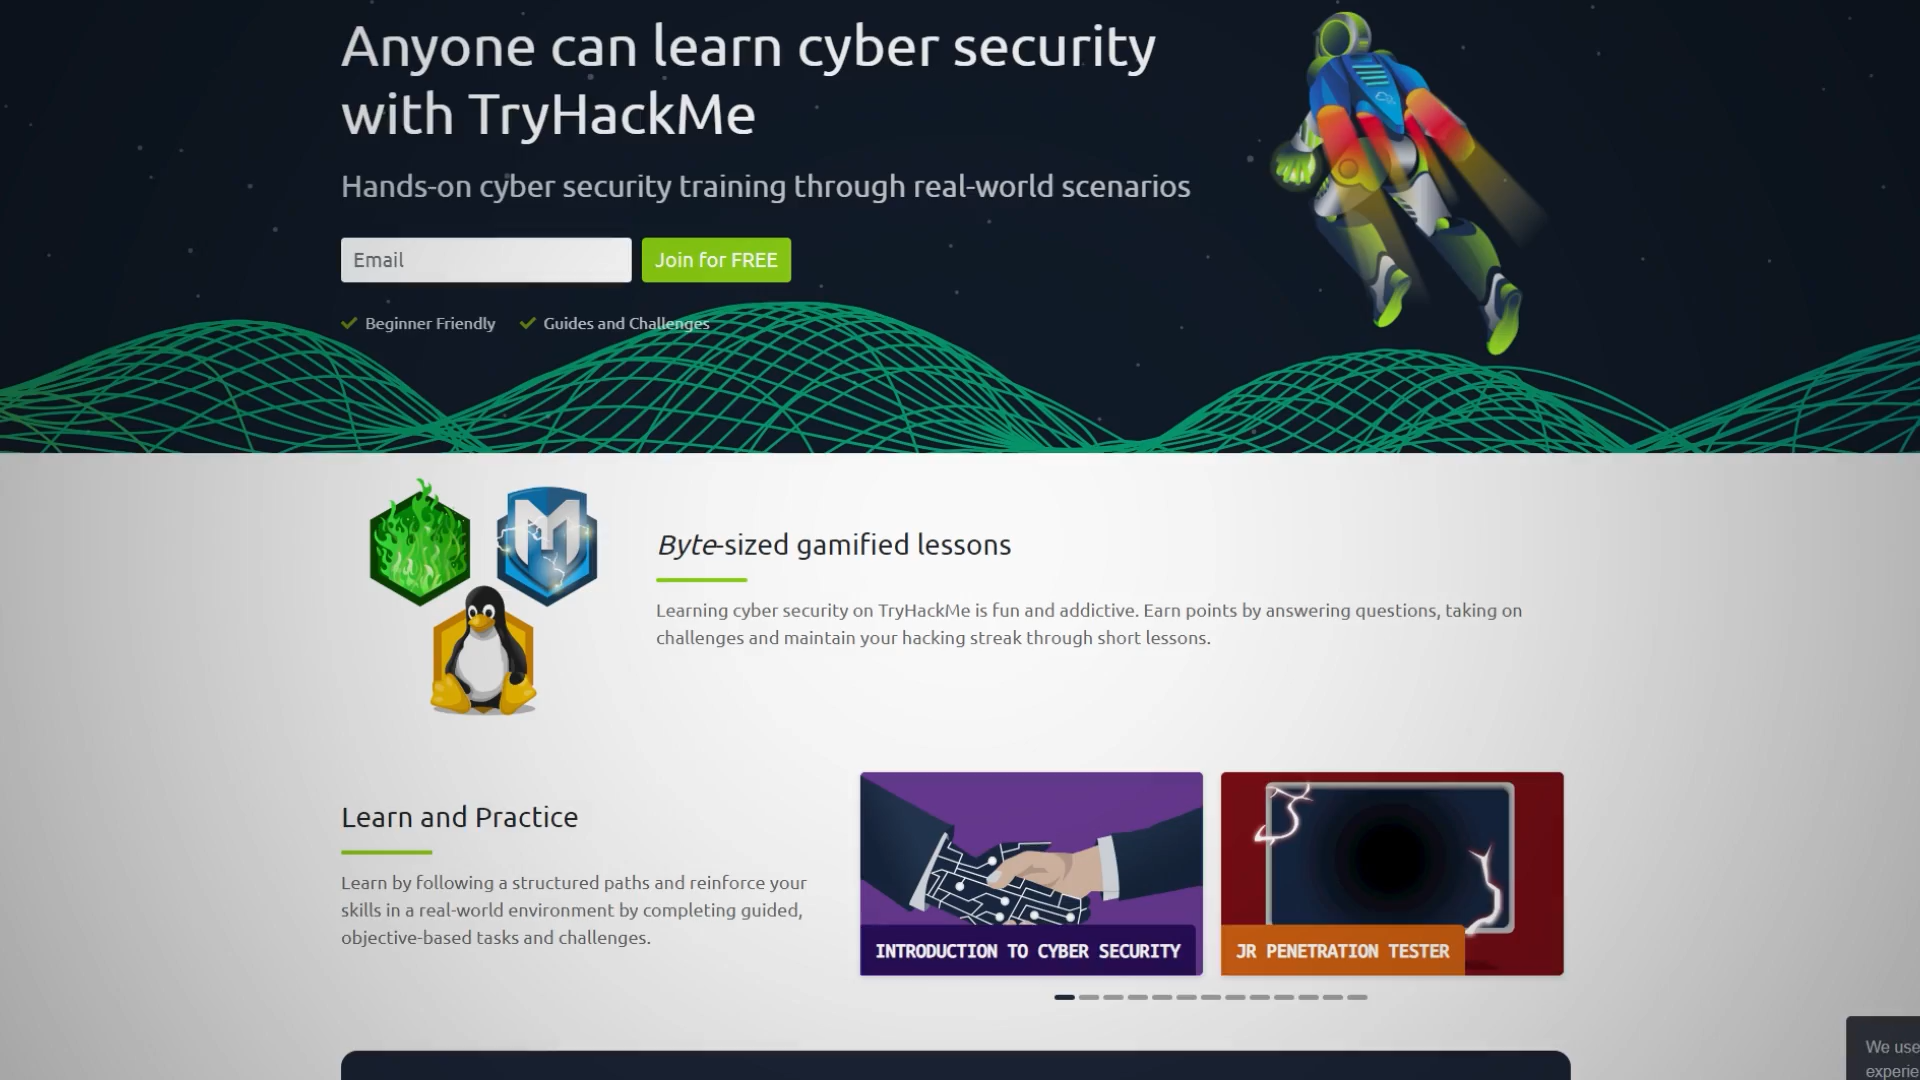 Anyone can learn cyber security
with TryHackMe
Hands-on cyber security training through real-world scenarios
Email
Join for FREE
Beginner Friendly
Guides and Challenges
M
Byte-sized gamified lessons
Learning cyber security on TryHackMe is fun and addictive. Earn points by answering questions, taking on
challenges and maintain your hacking streak through short lessons.
Learn and Practice
Learn by following a structured paths and reinforce your
skills in a real-world environment by completing guided,
objective-based tasks and challenges.
INTRODUCTION TO CYBER SECURITY
JR PENETRATION TESTER
We use
experie